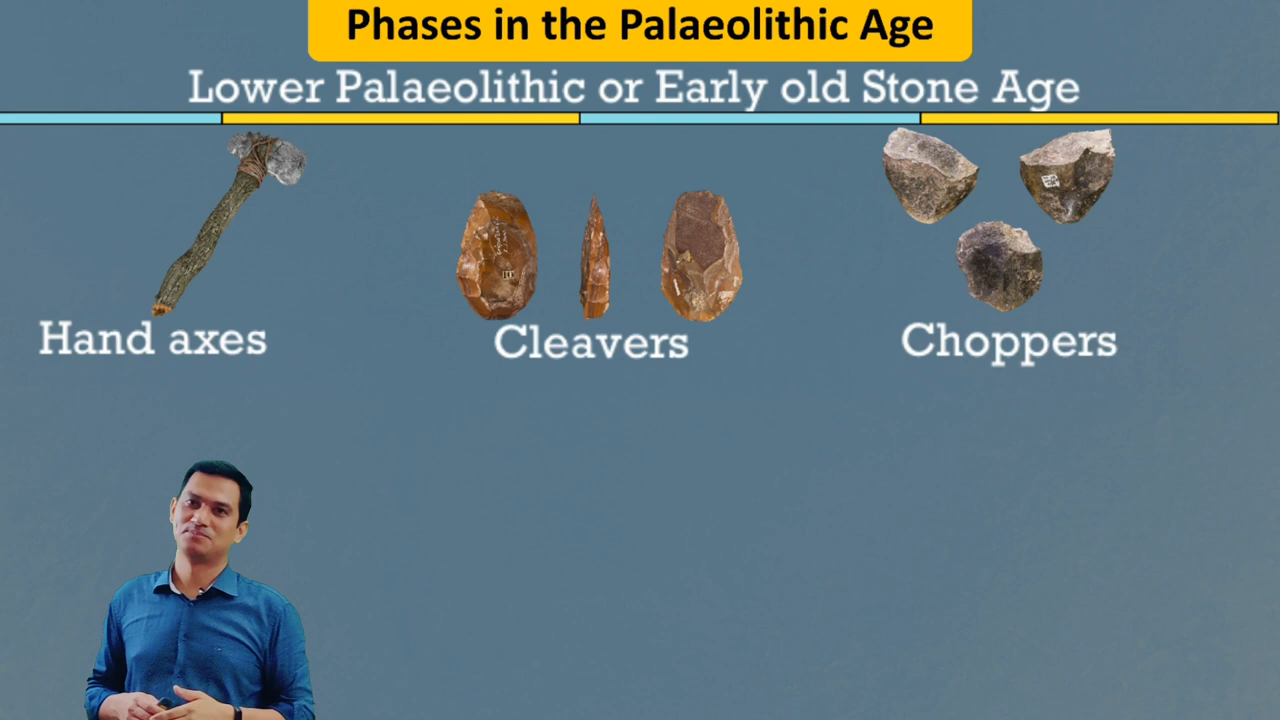 Phases in the Palaeolithic Age
Lower Palaeolithic or Early old Stone Age
Hand axes
Cleavers
Choppers